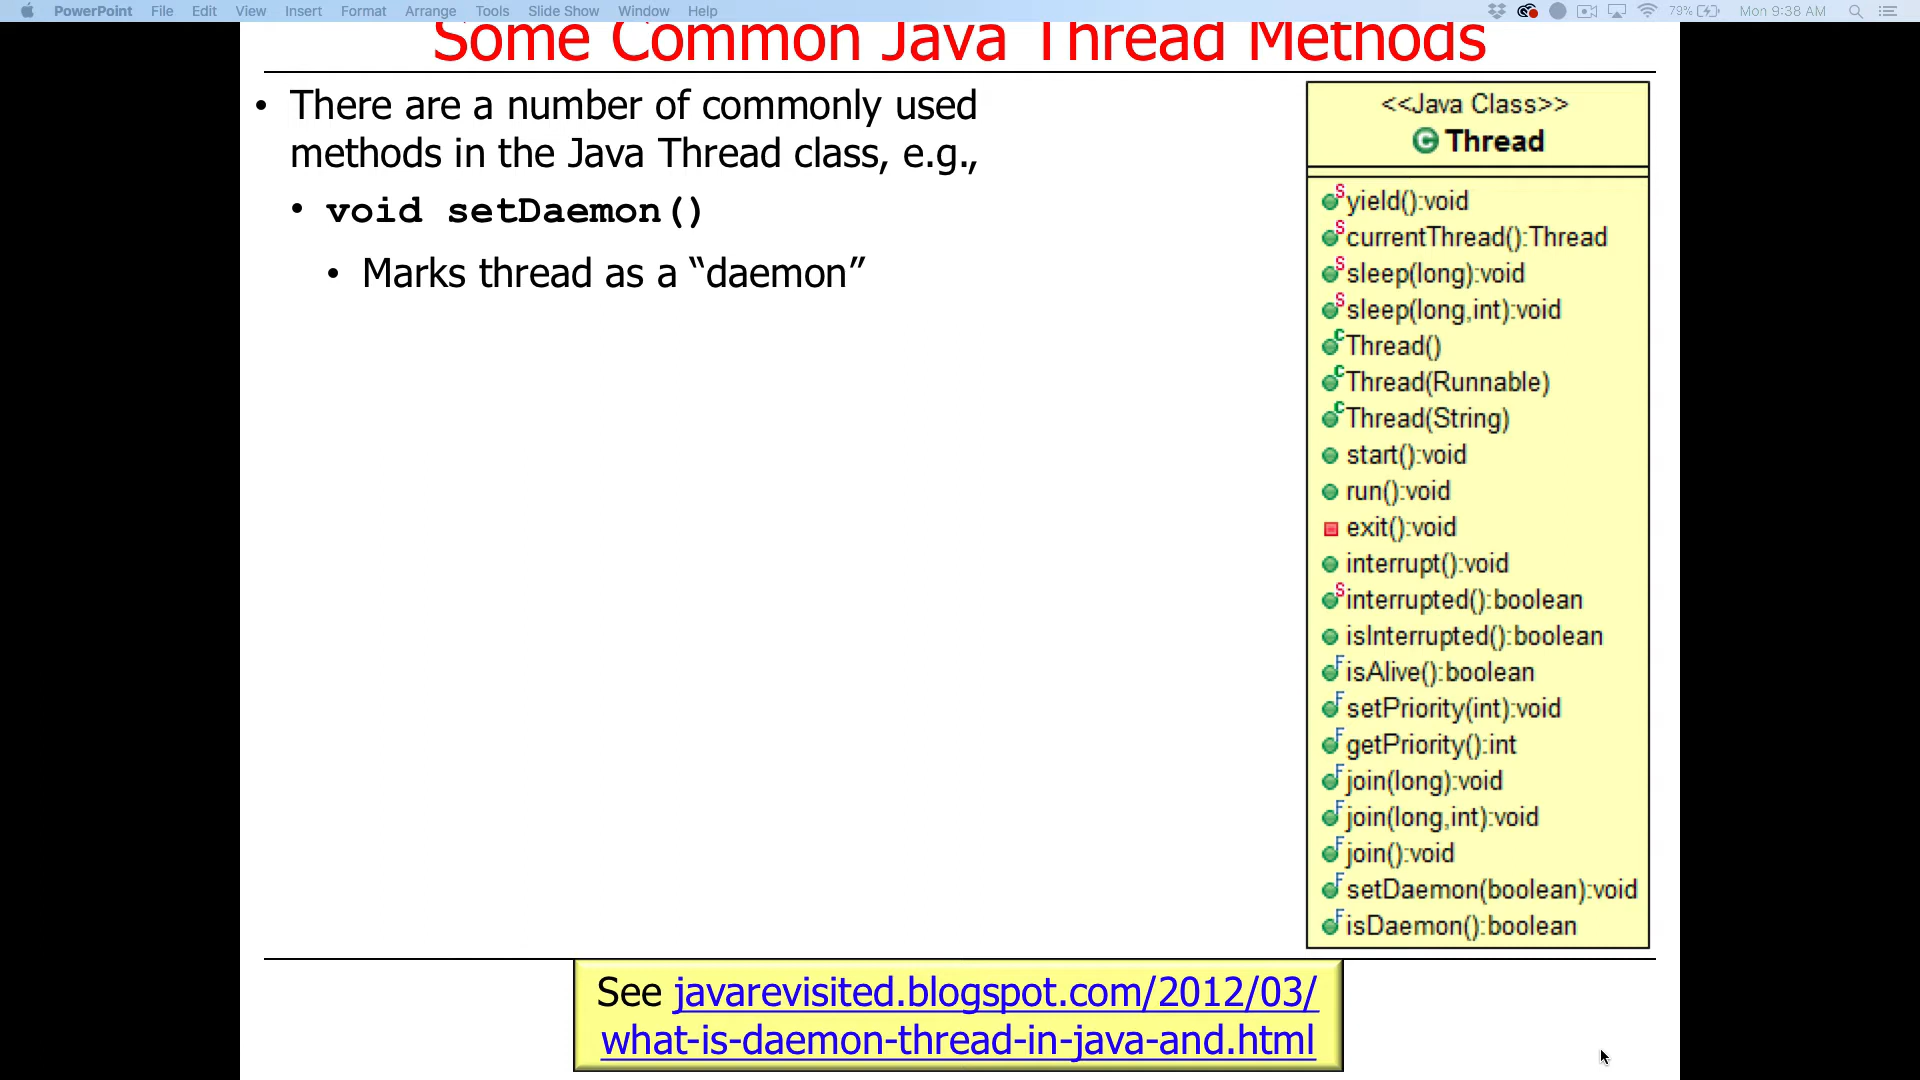 PowerPoint File Edit View Insert Format Arrange Tools Slide Show Window Help 79% Mon 9:38 AM
Some Common Java Thread Methods
• There are a number of commonly used
methods in the Java Thread class, e.g.,
• void setDaemon()
• Marks thread as a “daemon”
<<Java Class>>
C Thread
S yield():void
S currentThread():Thread
S sleep(long):void
S sleep(long,int):void
C Thread()
C Thread(Runnable)
C Thread(String)
start():void
run():void
exit():void
interrupt():void
S interrupted():boolean
isInterrupted():boolean
F isAlive():boolean
F setPriority(int):void
F getPriority():int
F join(long):void
F join(long,int):void
F join():void
F setDaemon(boolean):void
F isDaemon():boolean
See javarevisited.blogspot.com/2012/03/
what-is-daemon-thread-in-java-and.html